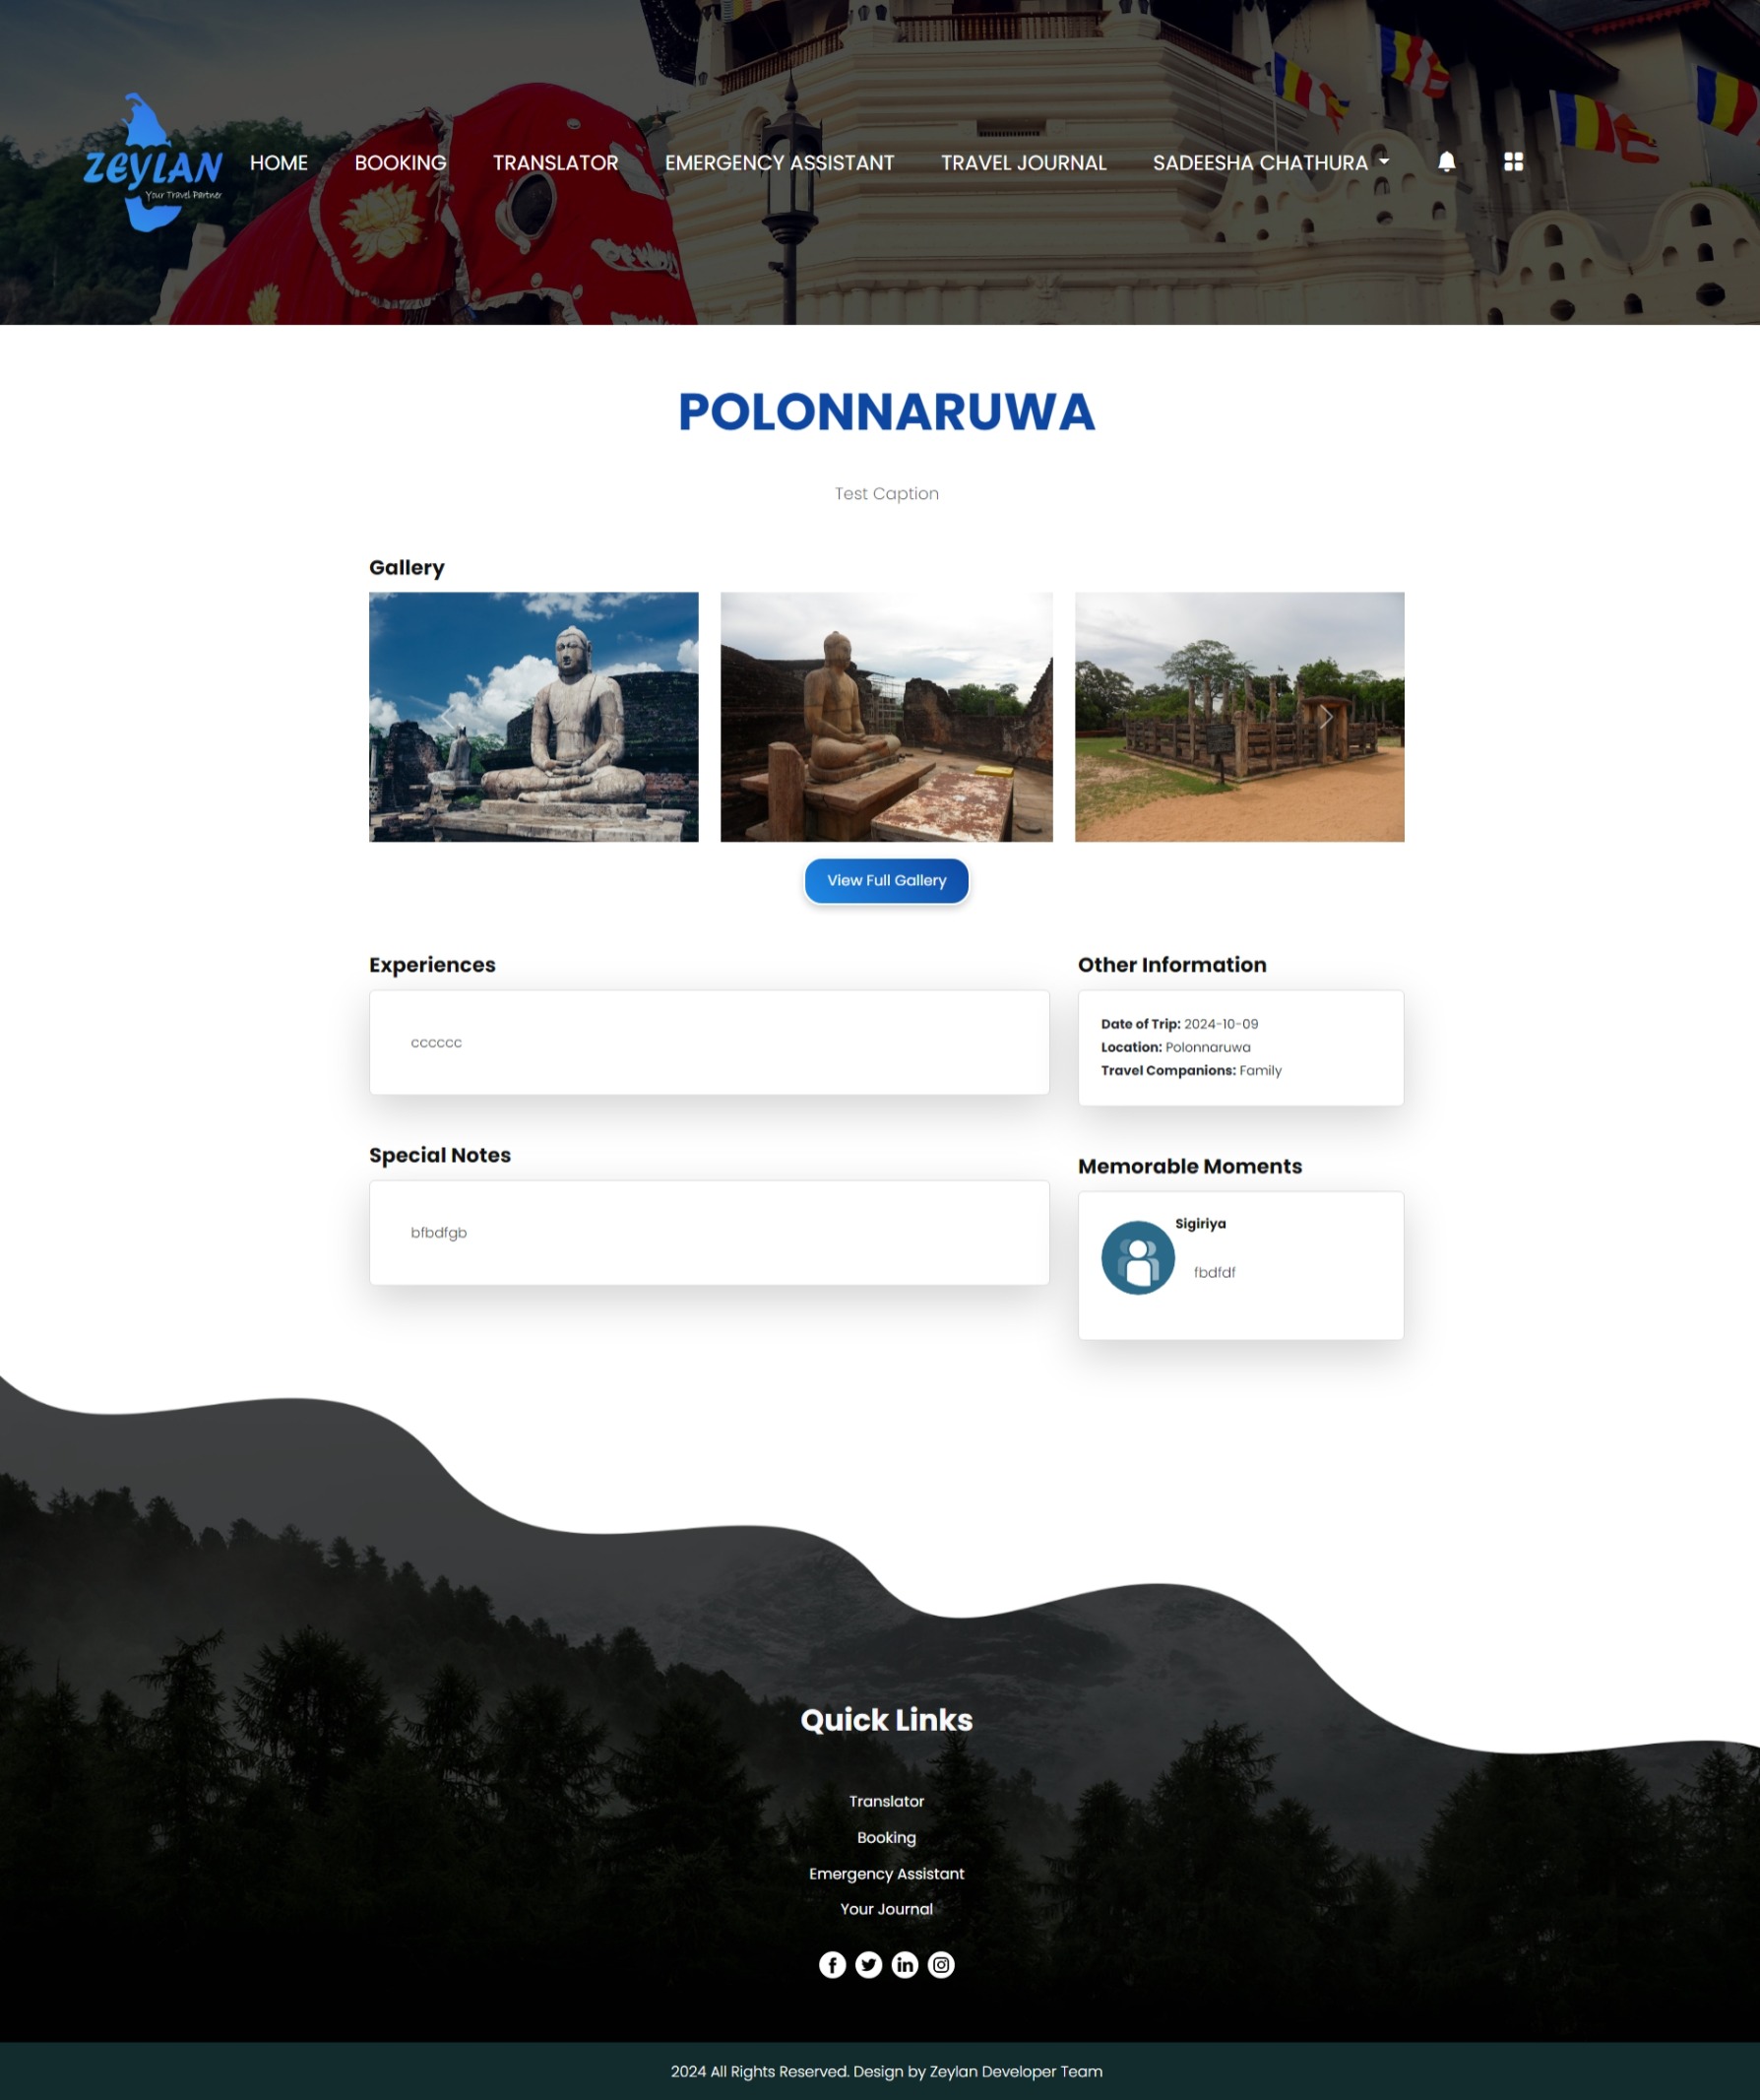 ZEYLAN
Your Travel Partner
HOME BOOKING TRANSLATOR EMERGENCY ASSISTANT TRAVEL JOURNAL SADEESHA CHATHURA
POLONNARUWA
Test Caption
Gallery
View Full Gallery
Experiences
cccccc
Other Information
Date of Trip: 2024-10-09
Location: Polonnaruwa
Travel Companions: Family
Special Notes
bfbdfgb
Memorable Moments
Sigiriya
fbdfdf
Quick Links
Translator
Booking
Emergency Assistant
Your Journal
2024 All Rights Reserved. Design by Zeylan Developer Team